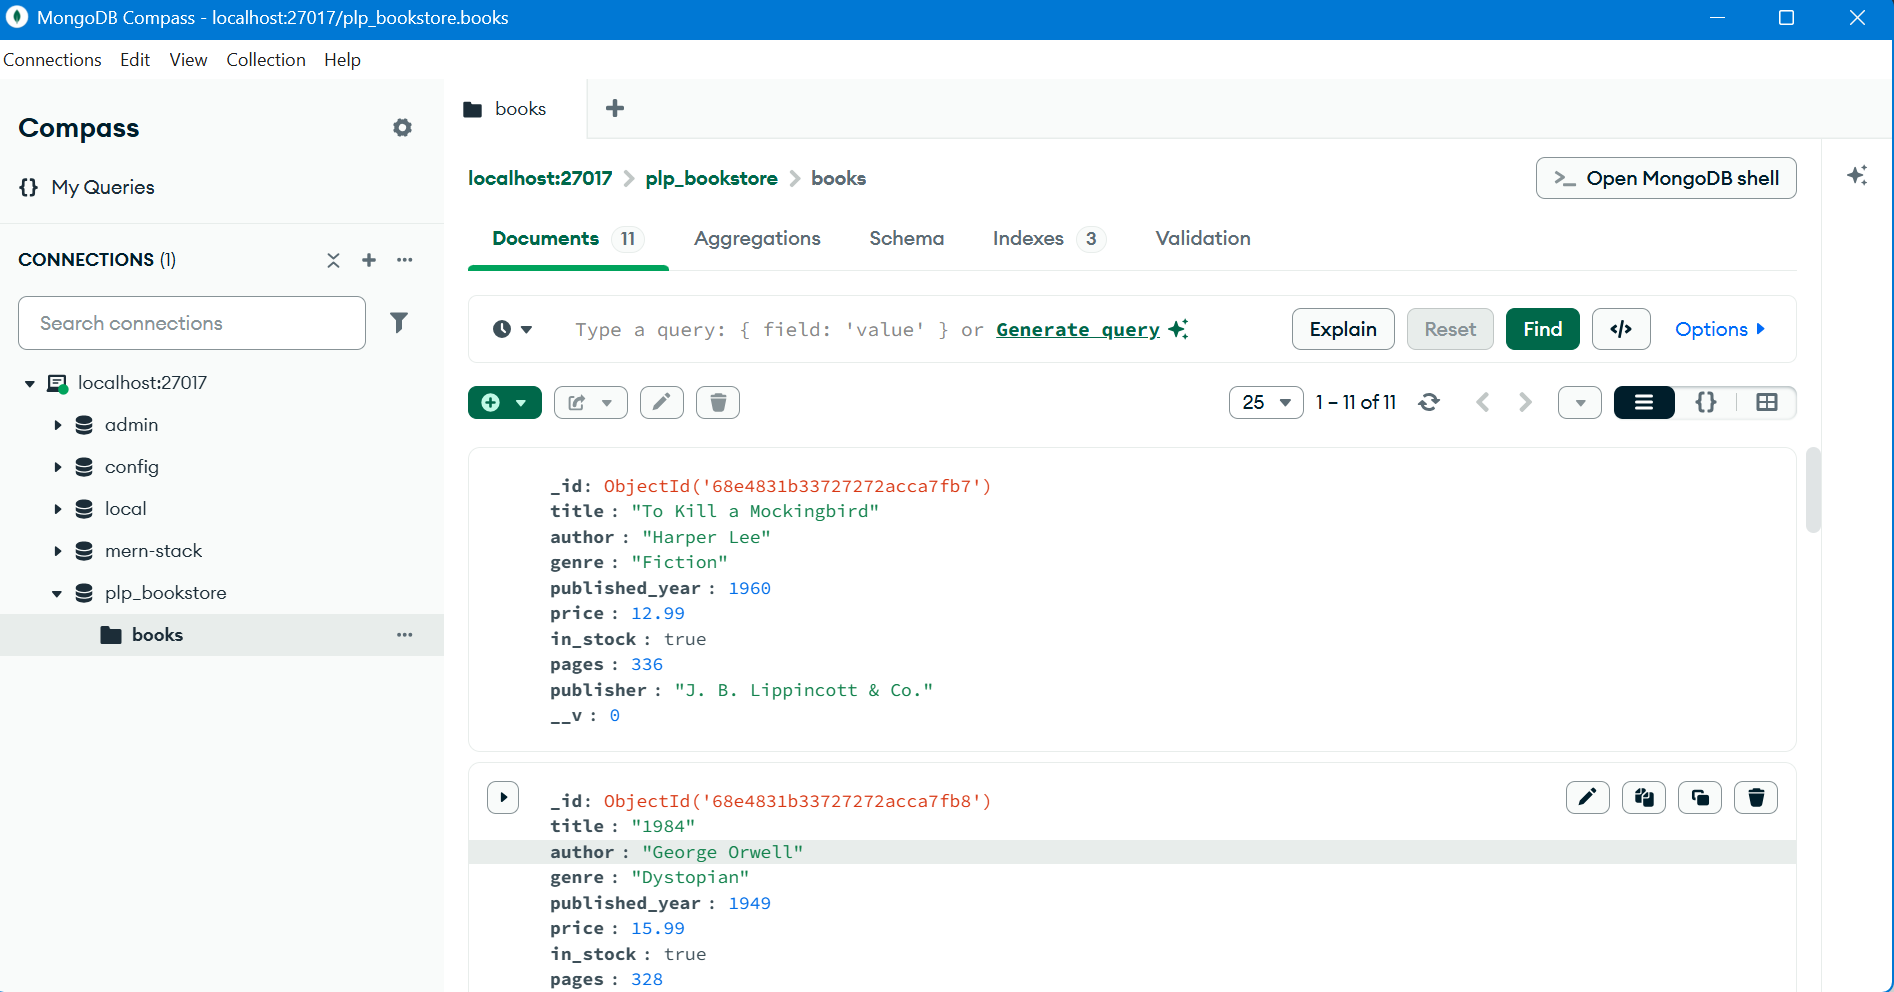 MongoDB Compass - localhost:27017/plp_bookstore.books
Connections Edit View Collection Help
Compass
{} My Queries
CONNECTIONS (1)
Search connections
localhost:27017
admin
config
local
mern-stack
plp_bookstore
books
books
localhost:27017 > plp_bookstore > books
>_ Open MongoDB shell
Documents 11 Aggregations Schema Indexes 3 Validation
Type a query: { field: 'value' } or Generate query
Explain Reset Find </> Options
25 1 – 11 of 11 {}
_id: ObjectId('68e4831b33727272acca7fb7')
title : "To Kill a Mockingbird"
author : "Harper Lee"
genre : "Fiction"
published_year : 1960
price : 12.99
in_stock : true
pages : 336
publisher : "J. B. Lippincott & Co."
__v : 0
_id: ObjectId('68e4831b33727272acca7fb8')
title : "1984"
author : "George Orwell"
genre : "Dystopian"
published_year : 1949
price : 15.99
in_stock : true
pages : 328